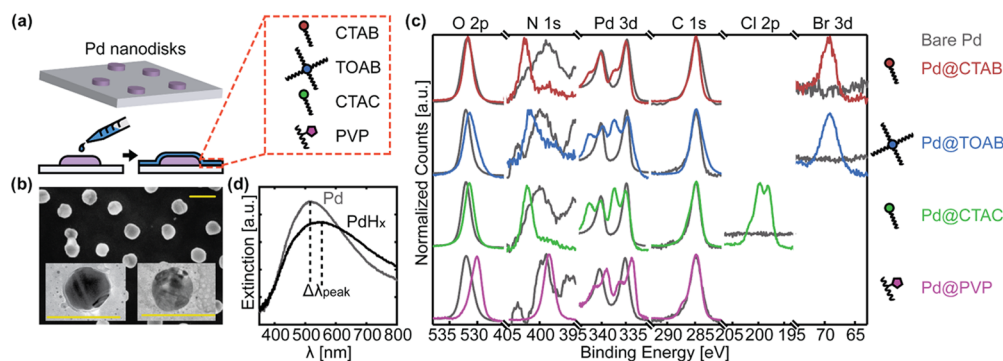 (a)
Pd nanodisks
CTAB
TOAB
CTAC
PVP
(b)
(d)
Pd
PdHx
Δλpeak
Extinction [a.u.]
400 500 600 700 800
λ [nm]
(c)
O 2p N 1s Pd 3d C 1s Cl 2p Br 3d
Normalized Counts [a.u.]
Bare Pd
Pd@CTAB
Pd@TOAB
Pd@CTAC
Pd@PVP
535 530 405 400 395 345 340 335 291 285 205 200 195 70 65
Binding Energy [eV]